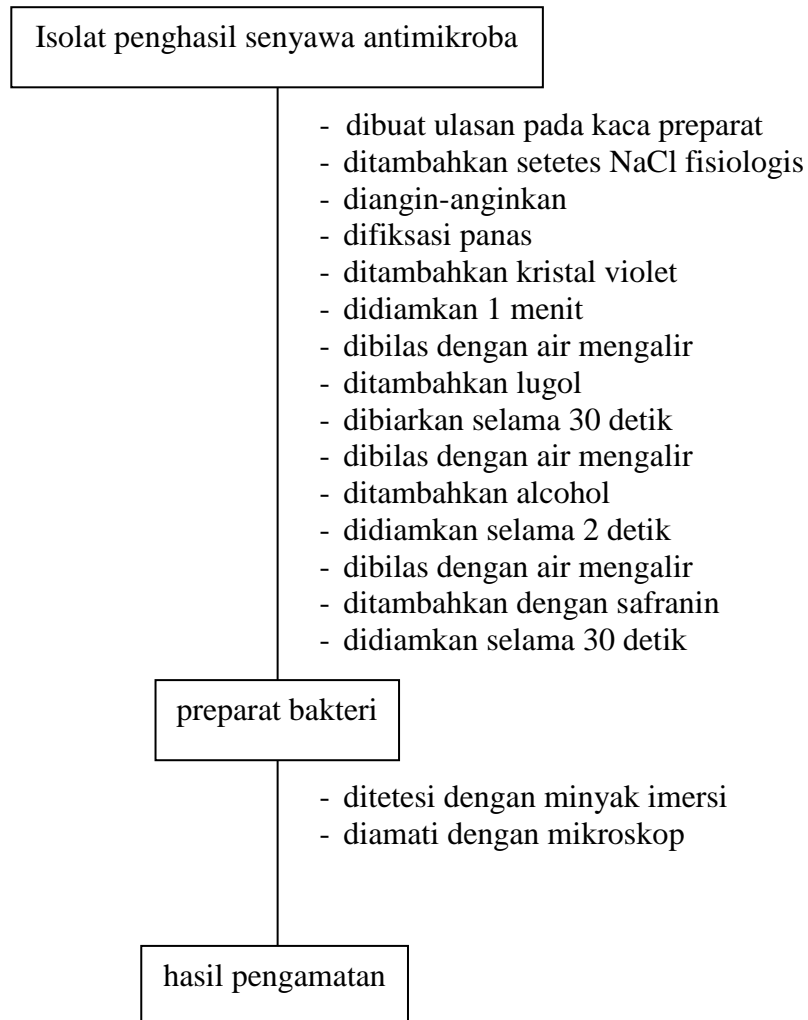 Isolat penghasil senyawa antimikroba
- dibuat ulasan pada kaca preparat
- ditambahkan setetes NaCl fisiologis
- diangin-anginkan
- difiksasi panas
- ditambahkan kristal violet
- didiamkan 1 menit
- dibilas dengan air mengalir
- ditambahkan lugol
- dibiarkan selama 30 detik
- dibilas dengan air mengalir
- ditambahkan alcohol
- didiamkan selama 2 detik
- dibilas dengan air mengalir
- ditambahkan dengan safranin
- didiamkan selama 30 detik
preparat bakteri
- ditetesi dengan minyak imersi
- diamati dengan mikroskop
hasil pengamatan